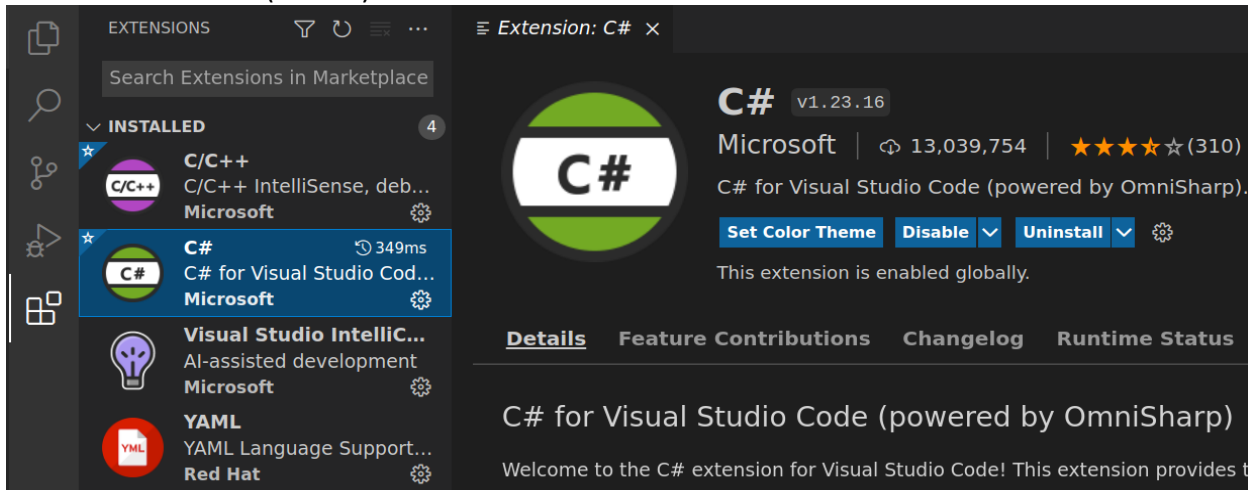 EXTENSIONS
Search Extensions in Marketplace
INSTALLED 4
C/C++
C/C++
C/C++ IntelliSense, deb...
Microsoft
C#
C# 349ms
C# for Visual Studio Cod...
Microsoft
Visual Studio IntelliC...
AI-assisted development
Microsoft
YML
YAML
YAML Language Support...
Red Hat
Extension: C#
C#
C# v1.23.16
Microsoft 13,039,754 (310)
C# for Visual Studio Code (powered by OmniSharp).
Set Color Theme Disable Uninstall
This extension is enabled globally.
Details Feature Contributions Changelog Runtime Status
C# for Visual Studio Code (powered by OmniSharp)
Welcome to the C# extension for Visual Studio Code! This extension provides t